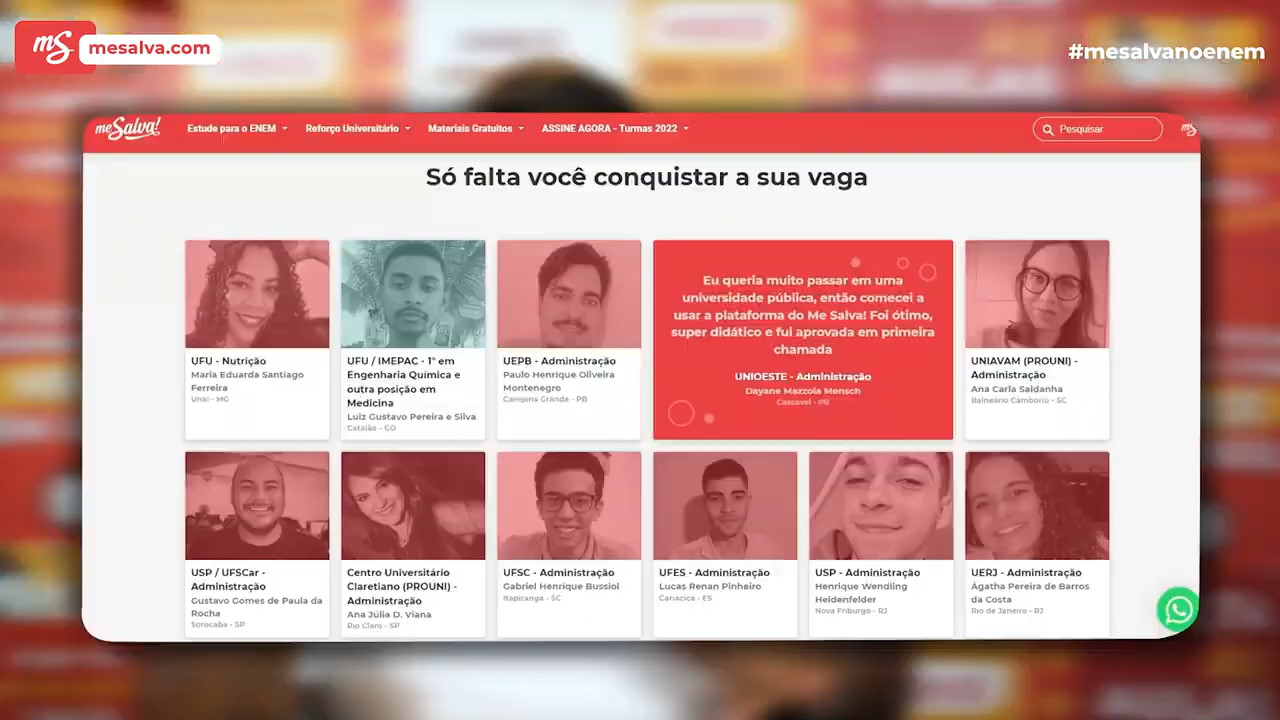 mS
mesalva.com
#mesalvanoenem
me Salva!
Estude para o ENEM
Reforço Universitário
Materiais Gratuitos
ASSINE AGORA - Turmas 2022
Pesquisar
mS
Só falta você conquistar a sua vaga
UFU - Nutrição
Maria Eduarda Santiago
Ferreira
Unaí - MG
UFU / IMEPAC - 1° em
Engenharia Química e
outra posição em
Medicina
Luiz Gustavo Pereira e Silva
Catalão - GO
UEPB - Administração
Paulo Henrique Oliveira
Montenegro
Campina Grande - PB
Eu queria muito passar em uma
universidade pública, então comecei a
usar a plataforma do Me Salva! Foi ótimo,
super didático e fui aprovada em primeira
chamada
UNIOESTE - Administração
Dayane Mazzola Mensch
Cascavel - PR
UNIAVAM (PROUNI) -
Administração
Ana Carla Saldanha
Balneário Camboriú - SC
USP / UFSCar -
Administração
Gustavo Gomes de Paula da
Rocha
Sorocaba - SP
Centro Universitário
Claretiano (PROUNI) -
Administração
Ana Júlia D. Viana
Rio Claro - SP
UFSC - Administração
Gabriel Henrique Bussiol
Itapiranga - SC
UFES - Administração
Lucas Renan Pinheiro
Cariacica - ES
USP - Administração
Henrique Wendling
Heidenfelder
Nova Friburgo - RJ
UERJ - Administração
Ágatha Pereira de Barros
da Costa
Rio de Janeiro - RJ